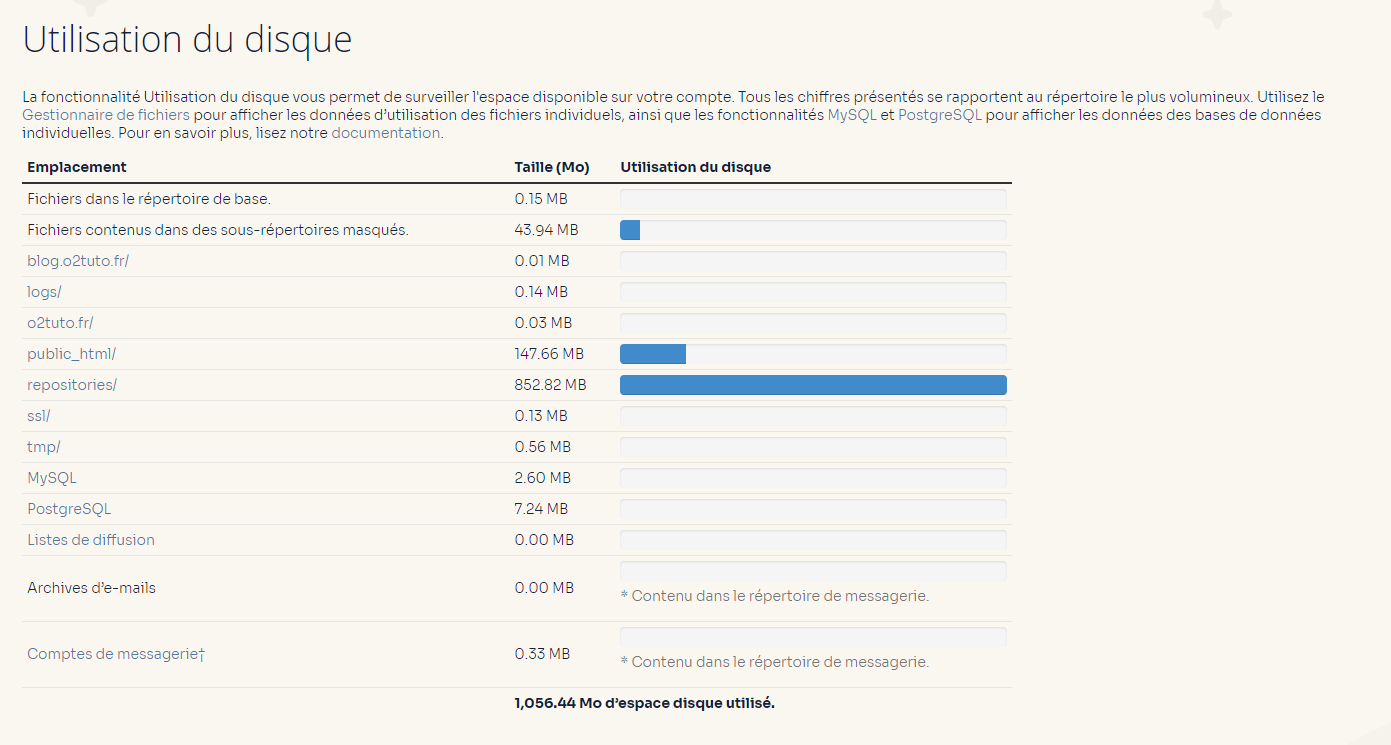 Utilisation du disque
La fonctionnalité Utilisation du disque vous permet de surveiller l'espace disponible sur votre compte. Tous les chiffres présentés se rapportent au répertoire le plus volumineux. Utilisez le
Gestionnaire de fichiers pour afficher les données d’utilisation des fichiers individuels, ainsi que les fonctionnalités MySQL et PostgreSQL pour afficher les données des bases de données
individuelles. Pour en savoir plus, lisez notre documentation.
Emplacement Taille (Mo) Utilisation du disque
Fichiers dans le répertoire de base. 0.15 MB
Fichiers contenus dans des sous-répertoires masqués. 43.94 MB
blog.o2tuto.fr/ 0.01 MB
logs/ 0.14 MB
o2tuto.fr/ 0.03 MB
public_html/ 147.66 MB
repositories/ 852.82 MB
ssl/ 0.13 MB
tmp/ 0.56 MB
MySQL 2.60 MB
PostgreSQL 7.24 MB
Listes de diffusion 0.00 MB
Archives d’e-mails 0.00 MB
* Contenu dans le répertoire de messagerie.
Comptes de messagerie† 0.33 MB
* Contenu dans le répertoire de messagerie.
1,056.44 Mo d’espace disque utilisé.